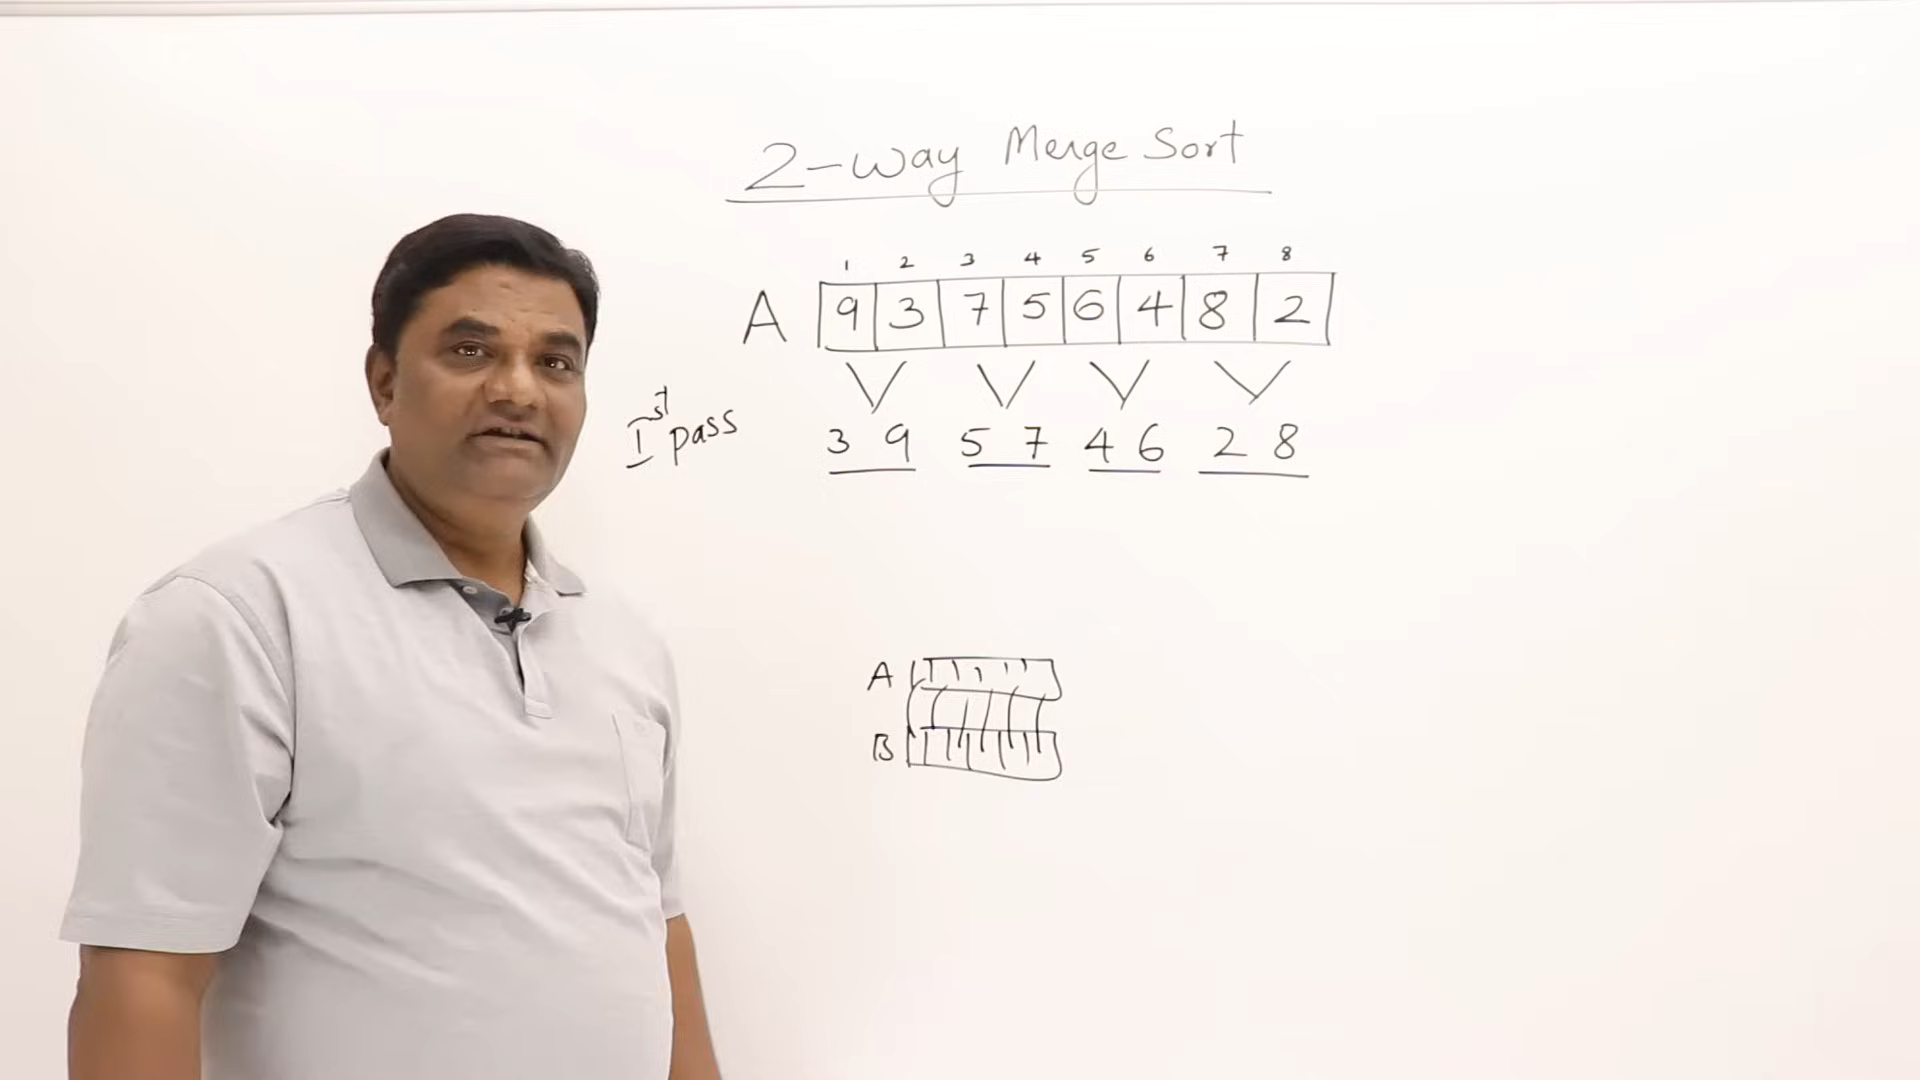 2-way Merge Sort
1 2 3 4 5 6 7 8
A 9 3 7 5 6 4 8 2
Ist pass 3 9 5 7 4 6 2 8
A
B